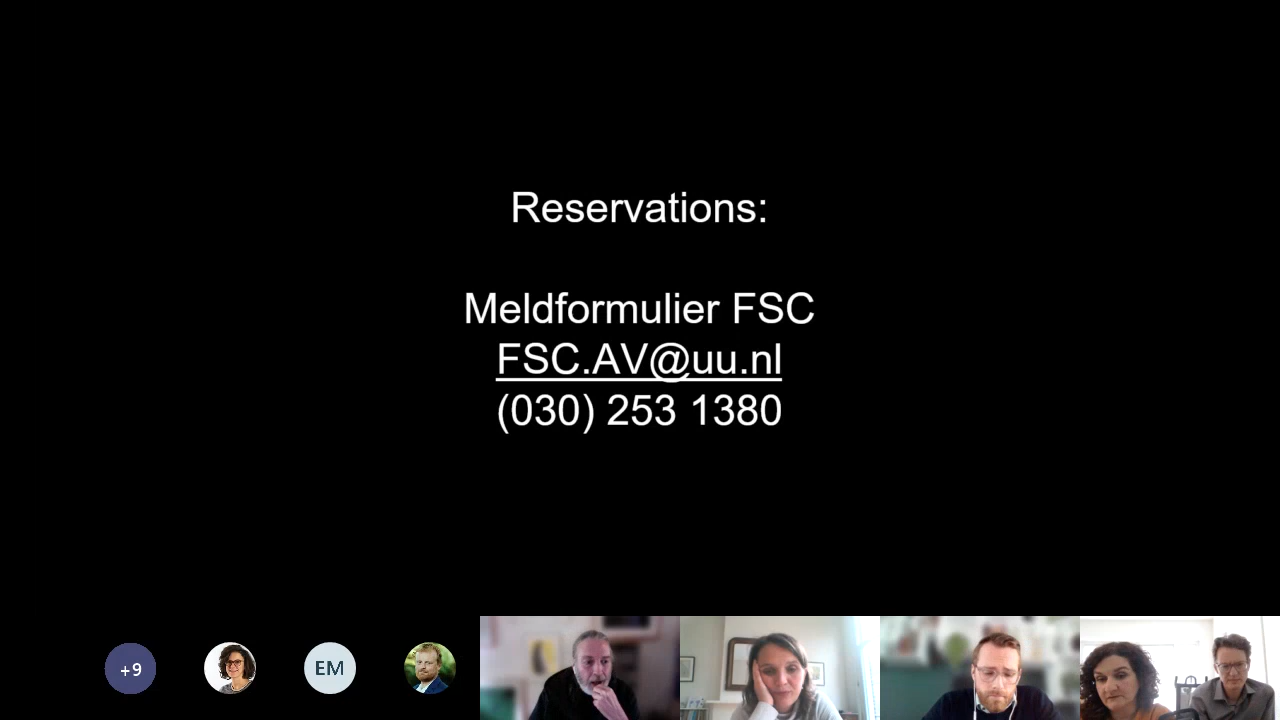 Reservations:
Meldformulier FSC
FSC.AV@uu.nl
(030) 253 1380
+9
EM